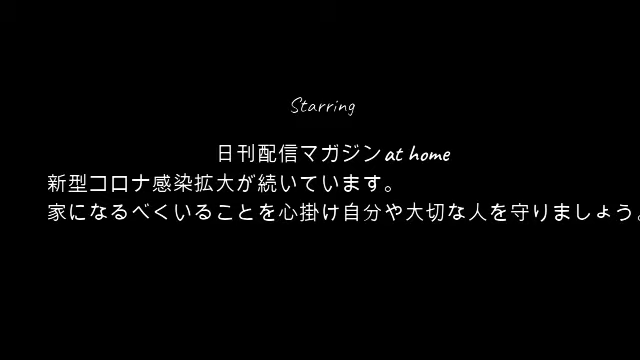 Starring
日刊配信マガジンat home
新型コロナ感染拡大が続いています。
家になるべくいることを心掛け自分や大切な人を守りましょう。